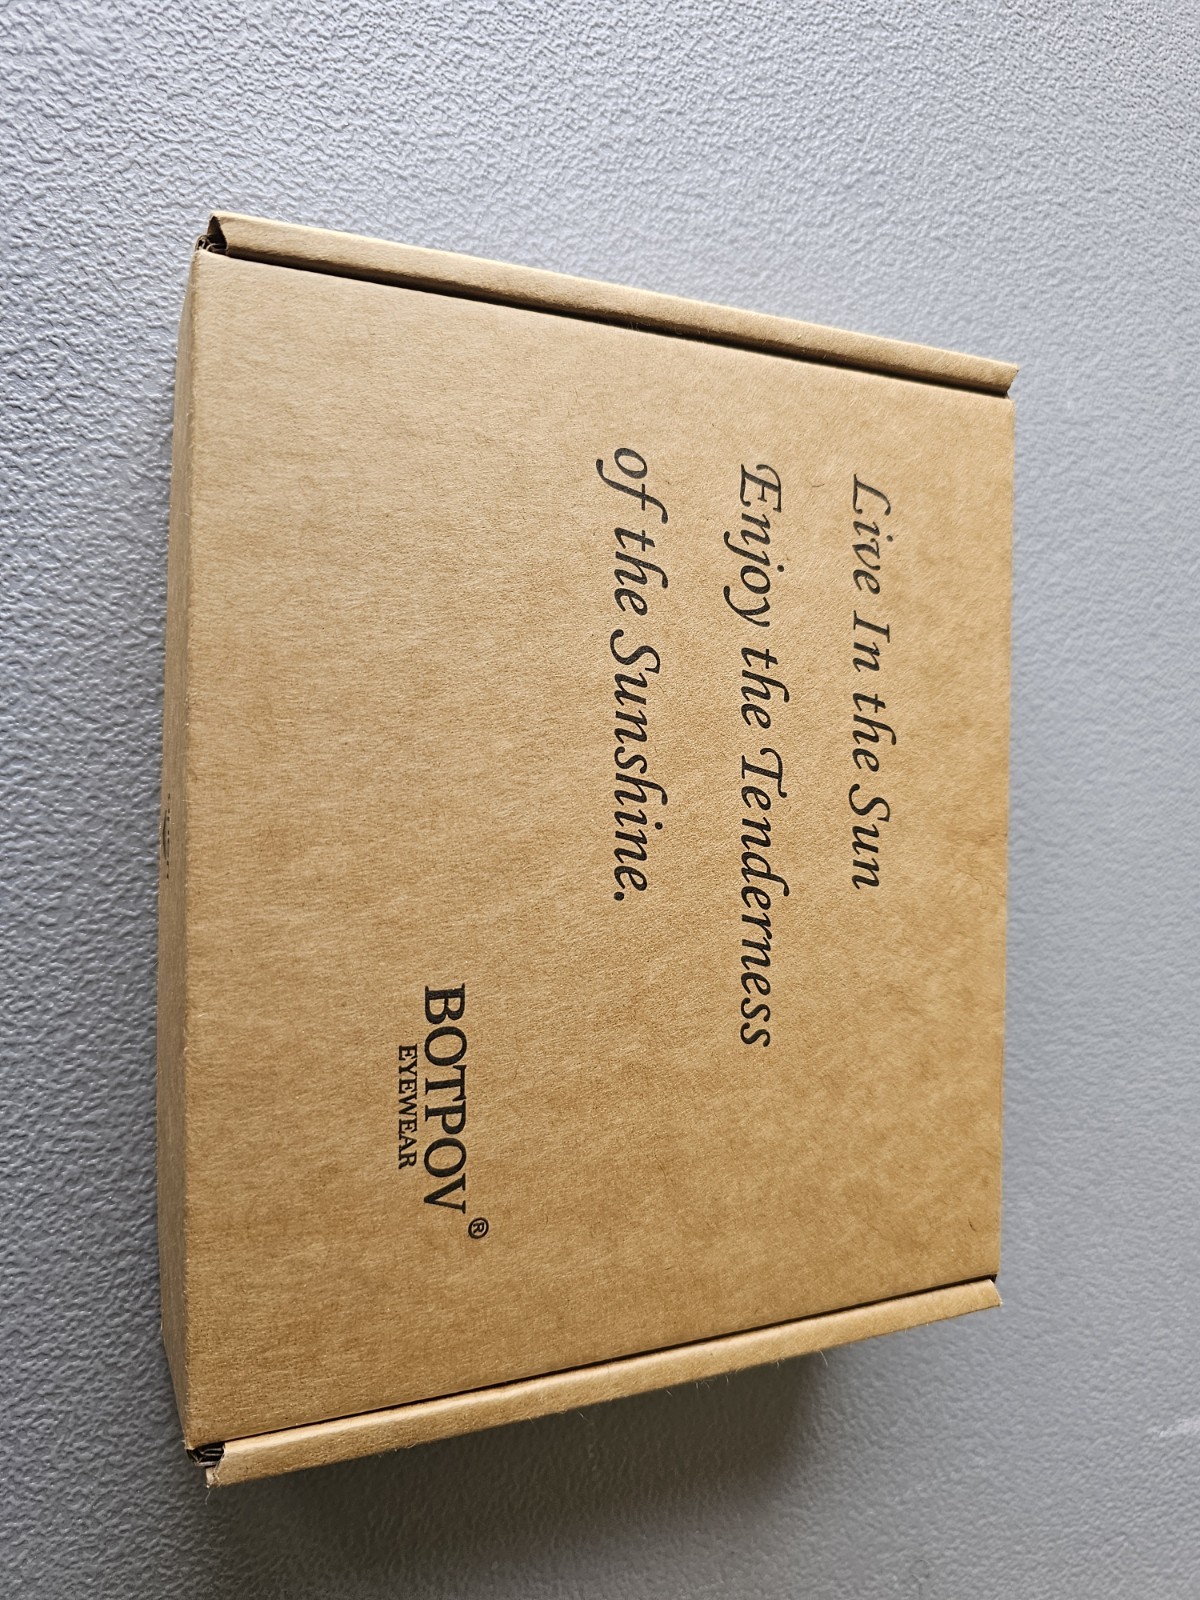 Live In the Sun
Enjoy the Tenderness
of the Sunshine.
BOTPOV®
EYEWEAR